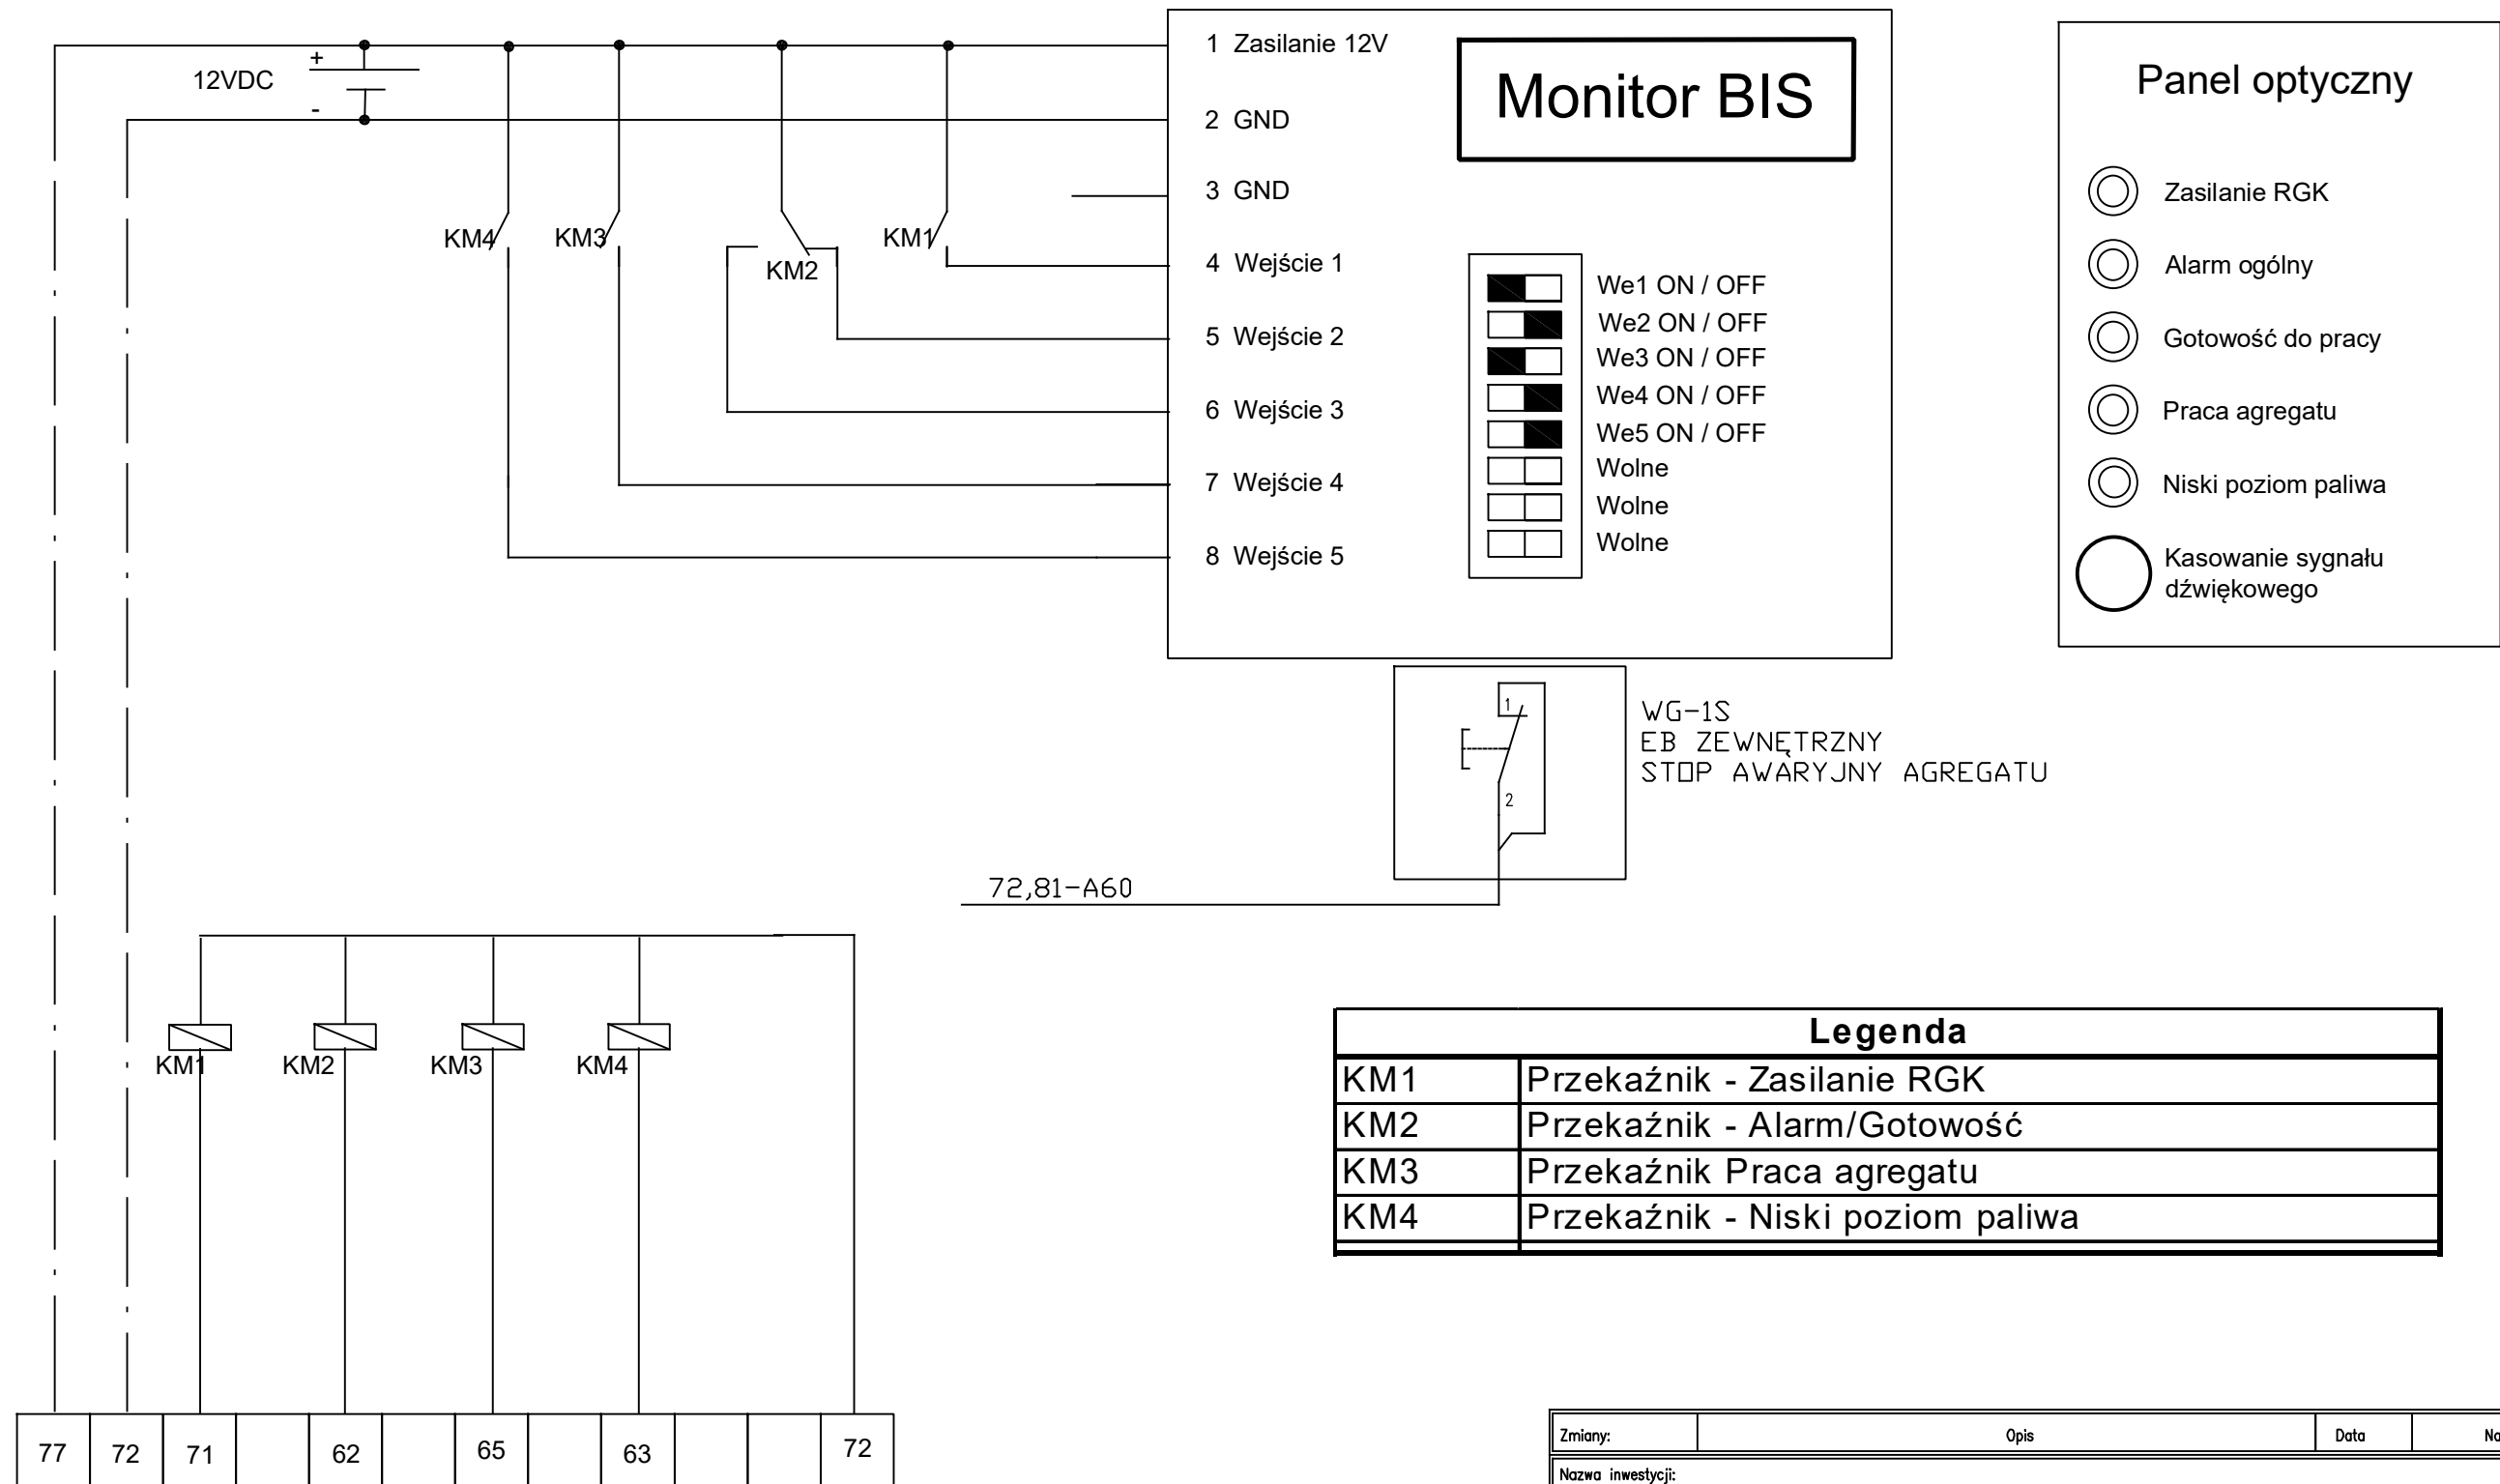 12VDC
+
-
KM4
KM3
KM2
KM1
1 Zasilanie 12V
2 GND
3 GND
4 Wejście 1
5 Wejście 2
6 Wejście 3
7 Wejście 4
8 Wejście 5
Monitor BIS
We1 ON / OFF
We2 ON / OFF
We3 ON / OFF
We4 ON / OFF
We5 ON / OFF
Wolne
Wolne
Wolne
Panel optyczny
Zasilanie RGK
Alarm ogólny
Gotowość do pracy
Praca agregatu
Niski poziom paliwa
Kasowanie sygnału
dźwiękowego
1
2
WG-1S
EB ZEWNĘTRZNY
STOP AWARYJNY AGREGATU
72,81-A60
KM1
KM2
KM3
KM4
Legenda
KM1 Przekaźnik - Zasilanie RGK
KM2 Przekaźnik - Alarm/Gotowość
KM3 Przekaźnik Praca agregatu
KM4 Przekaźnik - Niski poziom paliwa
77 72 71 62 65 63 72
Zmiany: Opis Data Na
Nazwa inwestycji: